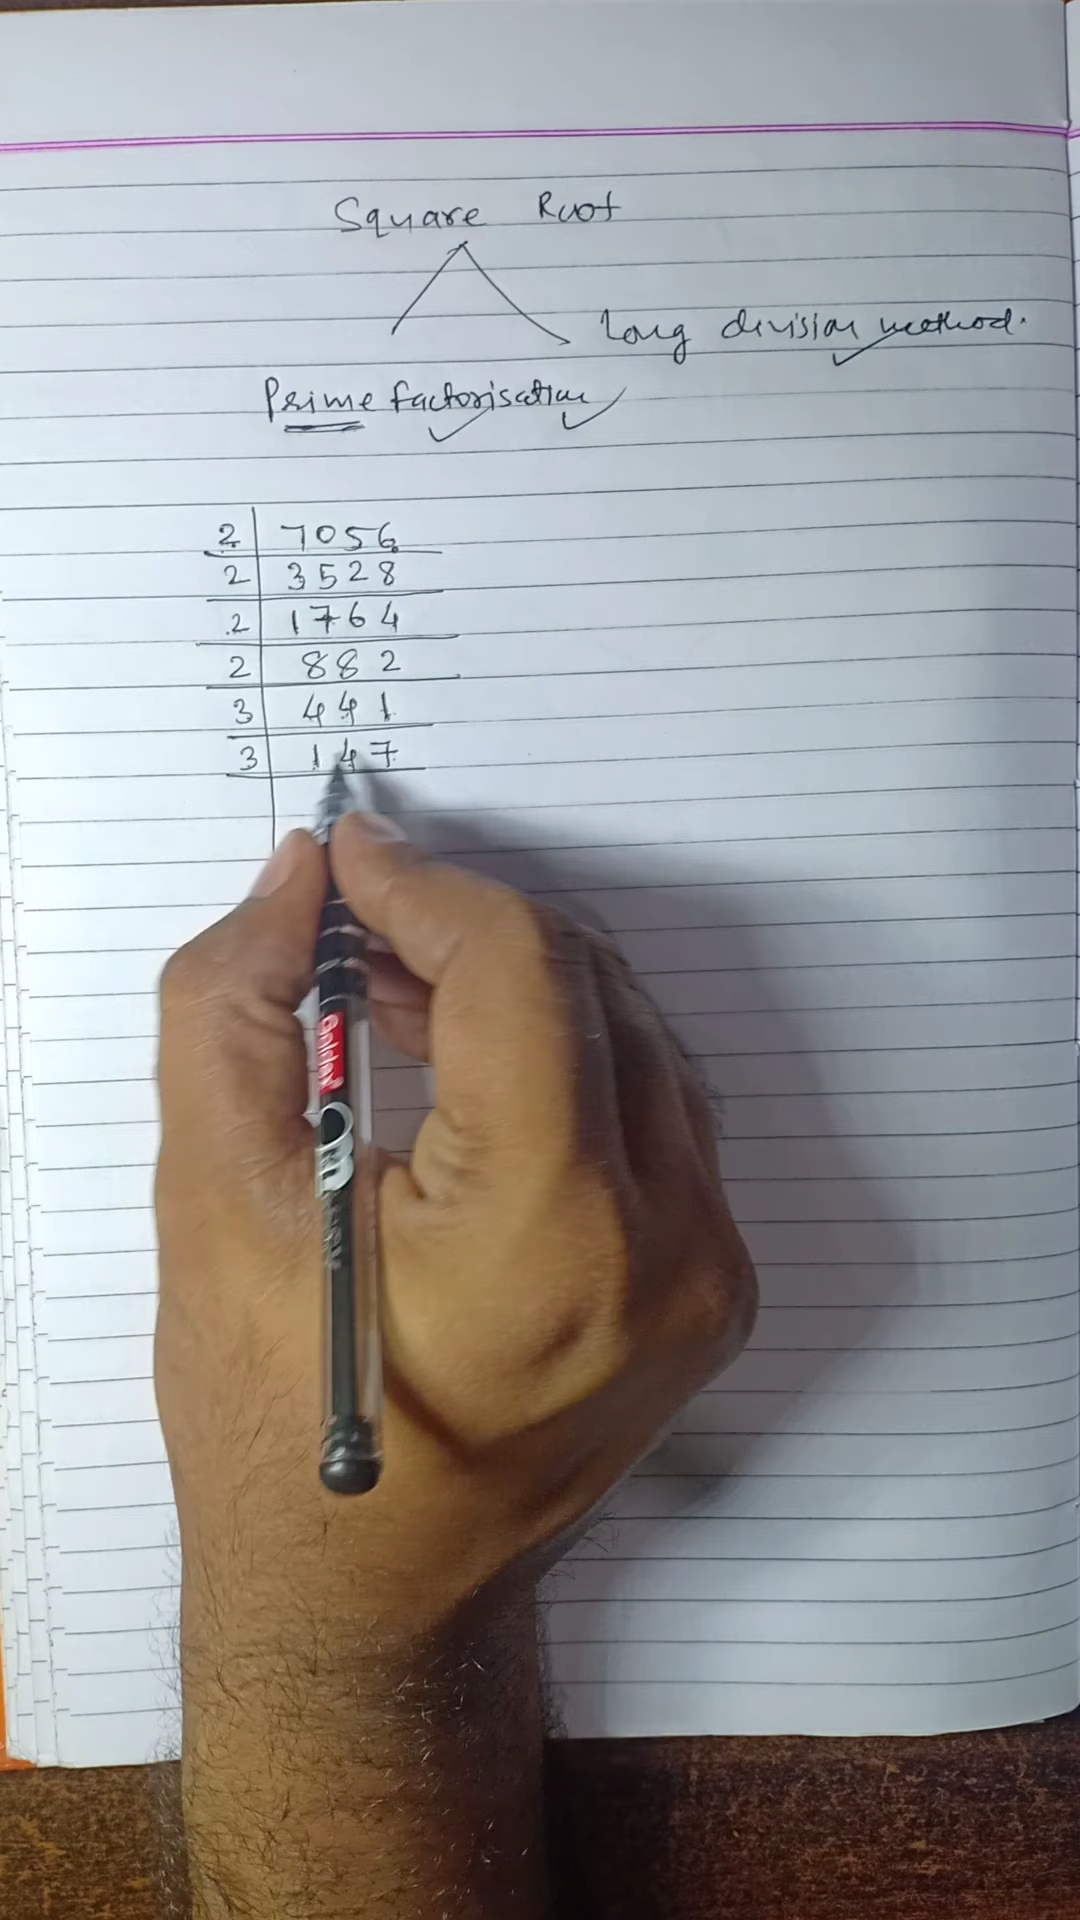 Square Root
Long division method.
Prime factorisation
2 7056
2 3528
2 1764
2 882
3 441
3 147